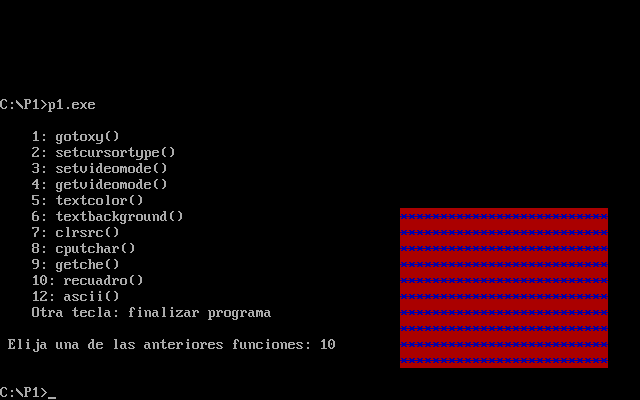 C:\P1>p1.exe
1: gotoxy()
2: setcursortype()
3: setvideomode()
4: getvideomode()
5: textcolor()
6: textbackground()
7: clrsrc()
8: cputchar()
9: getche()
10: recuadro()
12: ascii()
Otra tecla: finalizar programa
Elija una de las anteriores funciones: 10
C:\P1>_